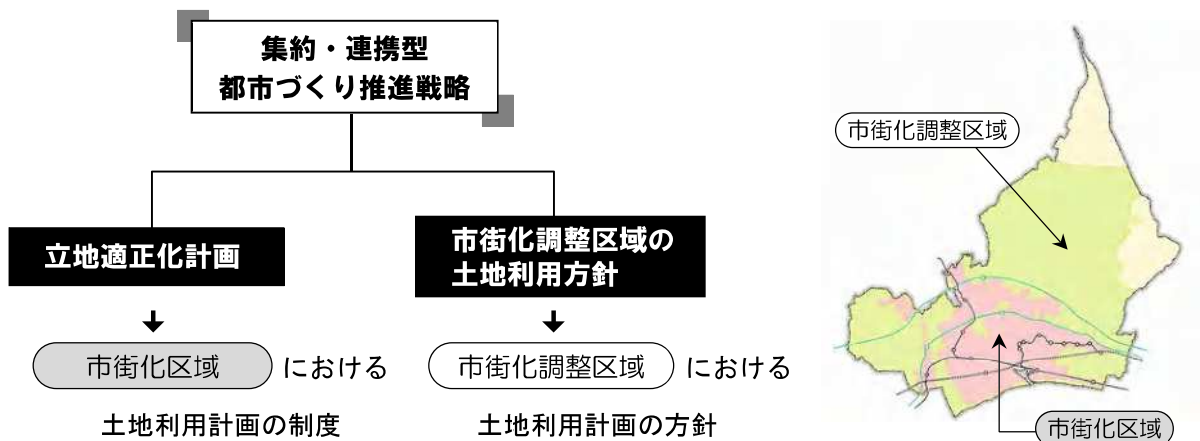 集約・連携型
都市づくり推進戦略
立地適正化計画
市街化区域 における
土地利用計画の制度
市街化調整区域の
土地利用方針
市街化調整区域 における
土地利用計画の方針
市街化調整区域
市街化区域